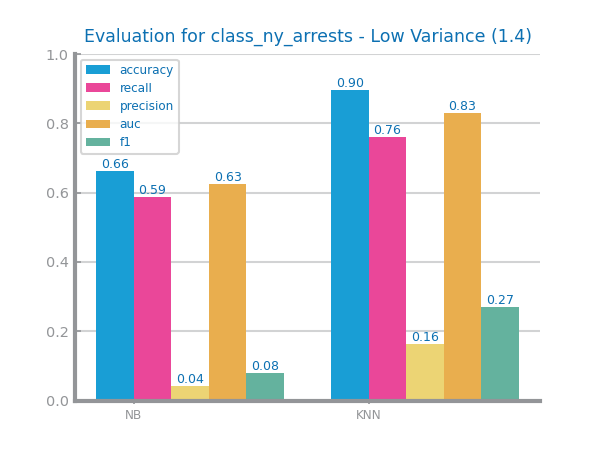 Evaluation for class_ny_arrests - Low Variance (1.4)
1.0
0.8
0.6
0.4
0.2
0.0
accuracy
recall
precision
auc
f1
0.66
0.59
0.04
0.63
0.08
0.90
0.76
0.16
0.83
0.27
NB
KNN